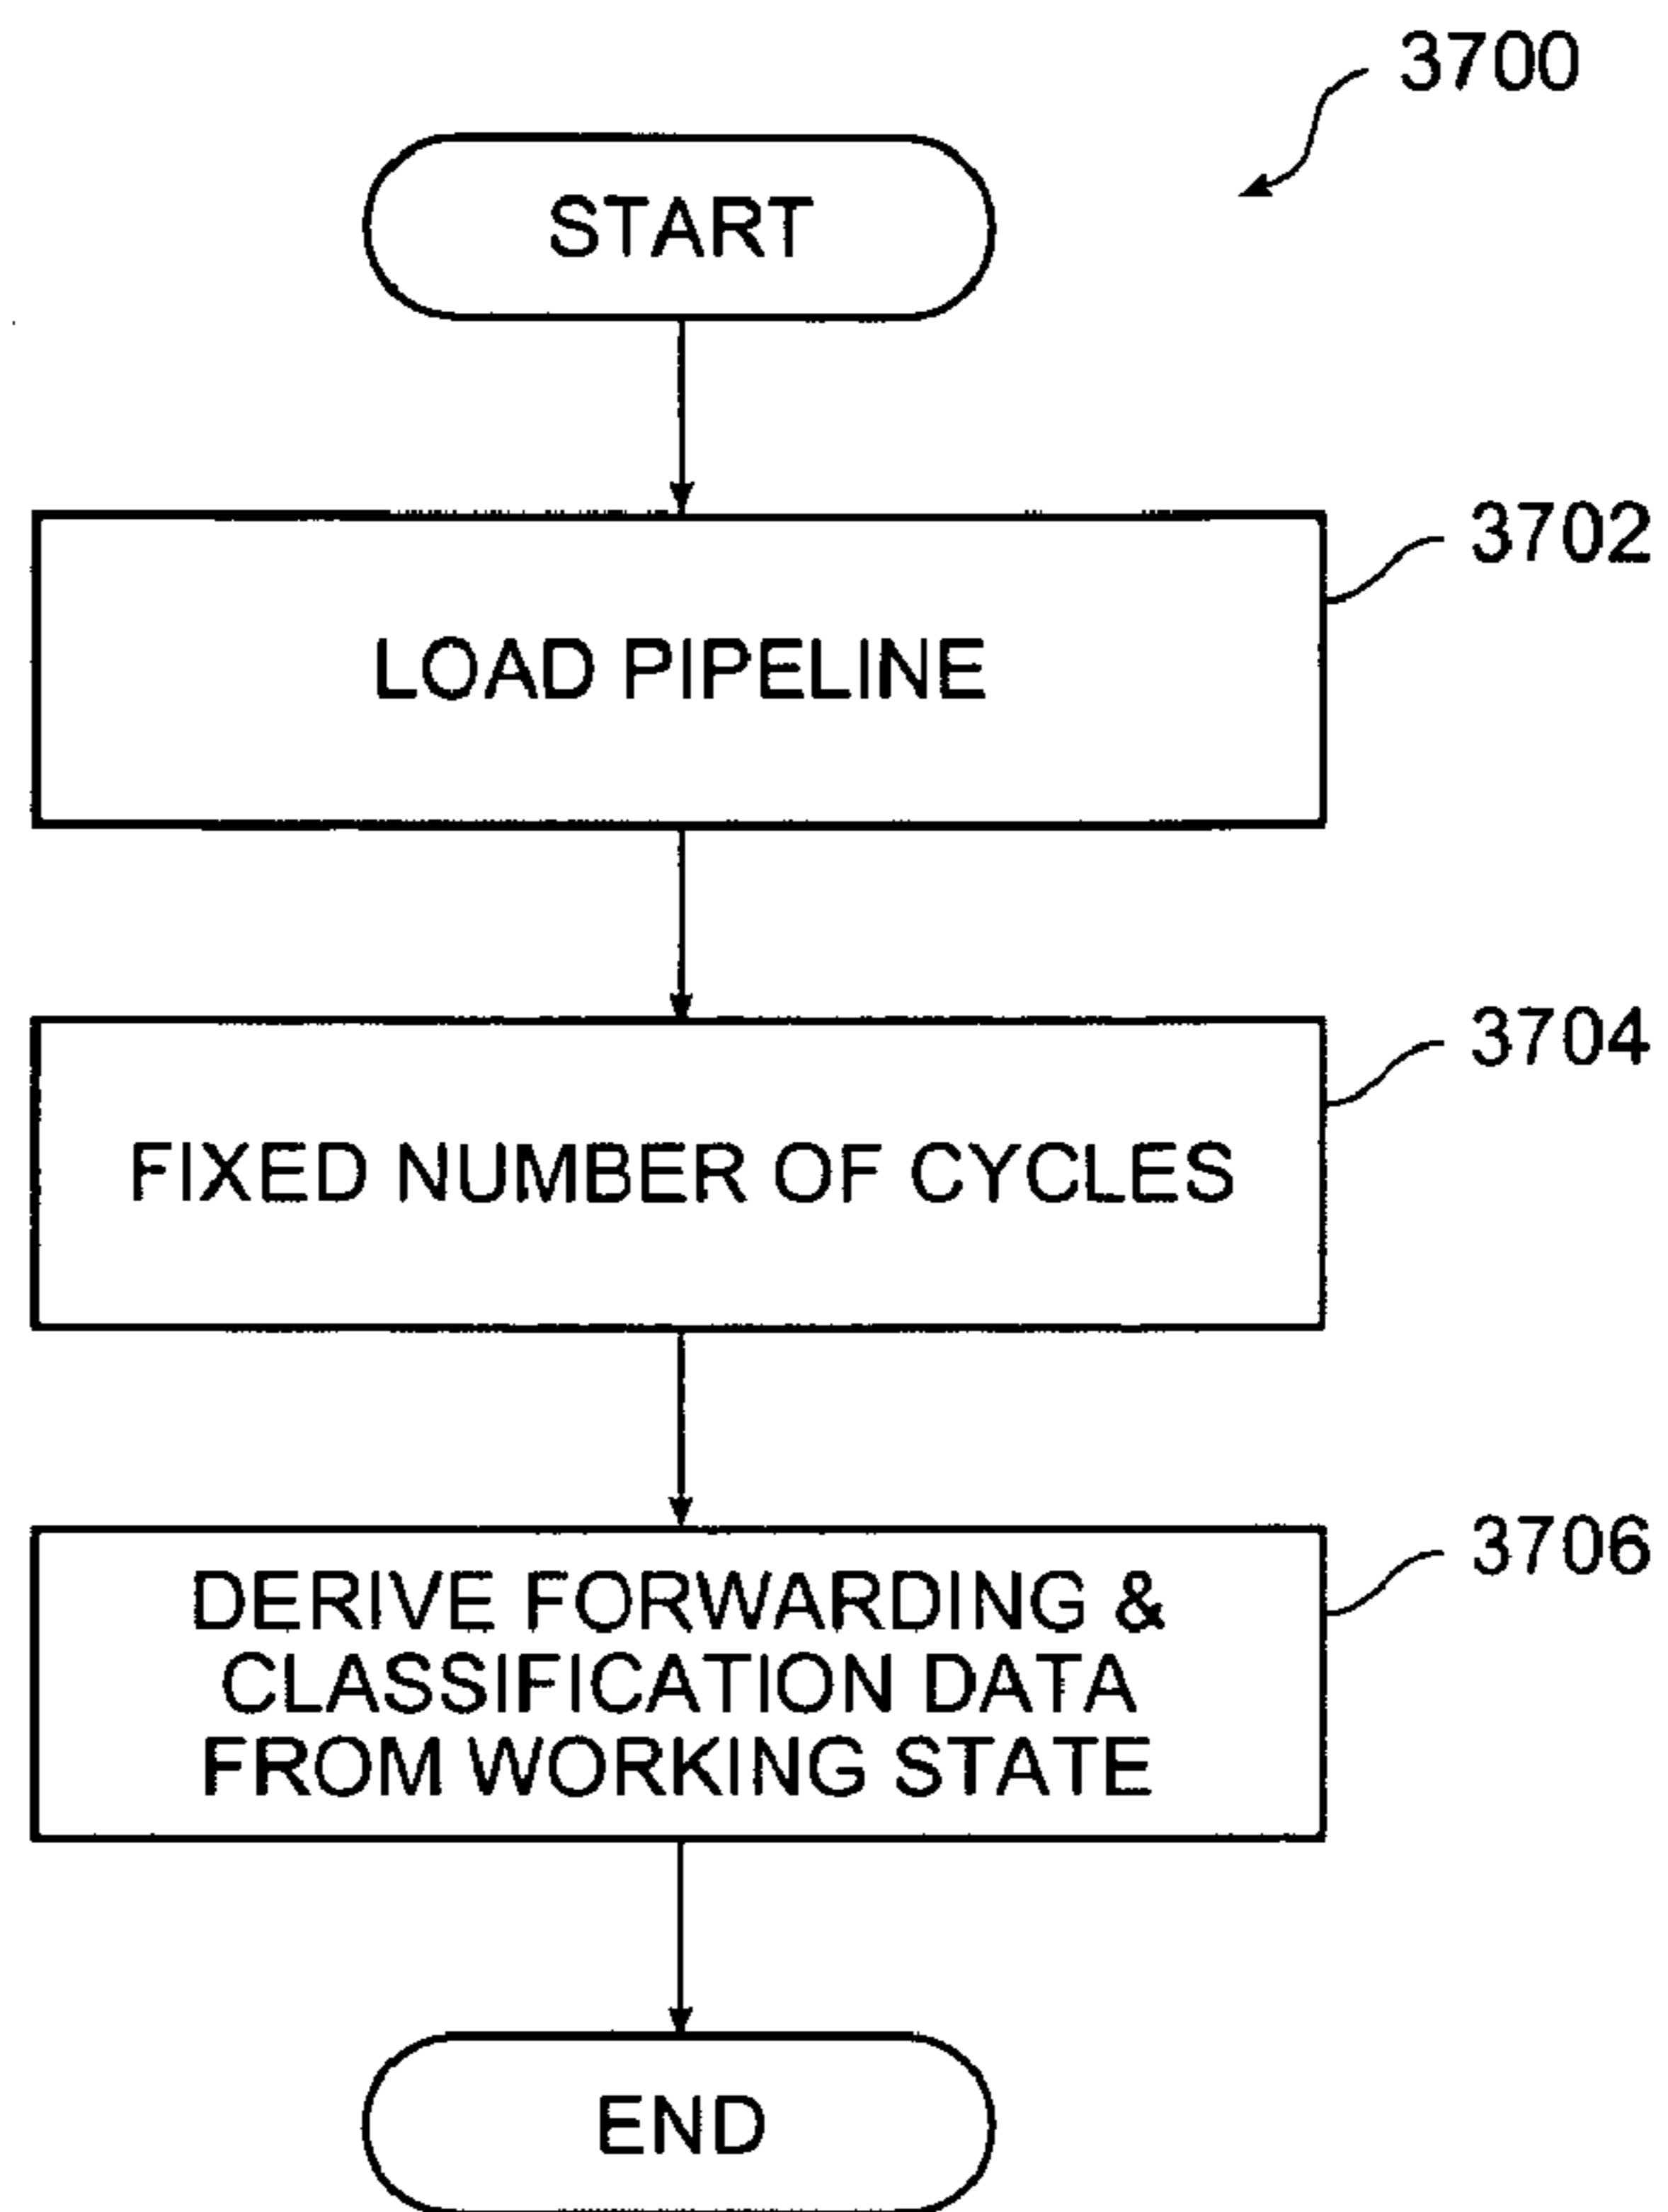 3700
START
3702
LOAD PIPELINE
3704
FIXED NUMBER OF CYCLES
3706
DERIVE FORWARDING &
CLASSIFICATION DATA
FROM WORKING STATE
END